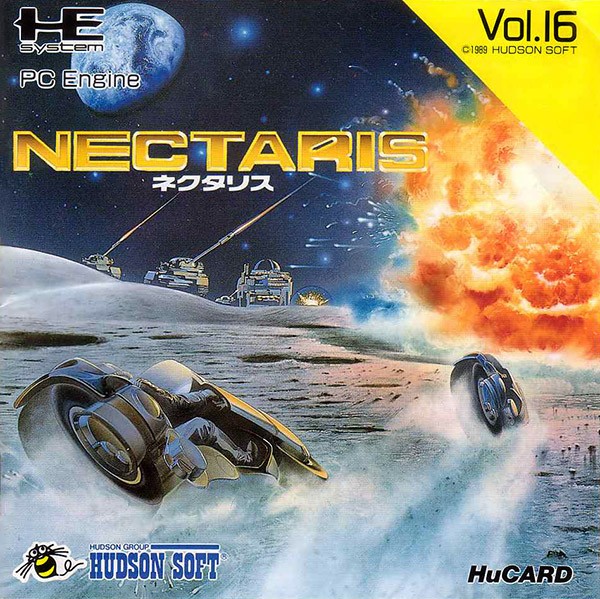 HE
system
PC Engine
Vol.16
©1989 HUDSON SOFT
NECTARIS
ネクタリス
HUDSON GROUP
HUDSON SOFT®
HuCARD